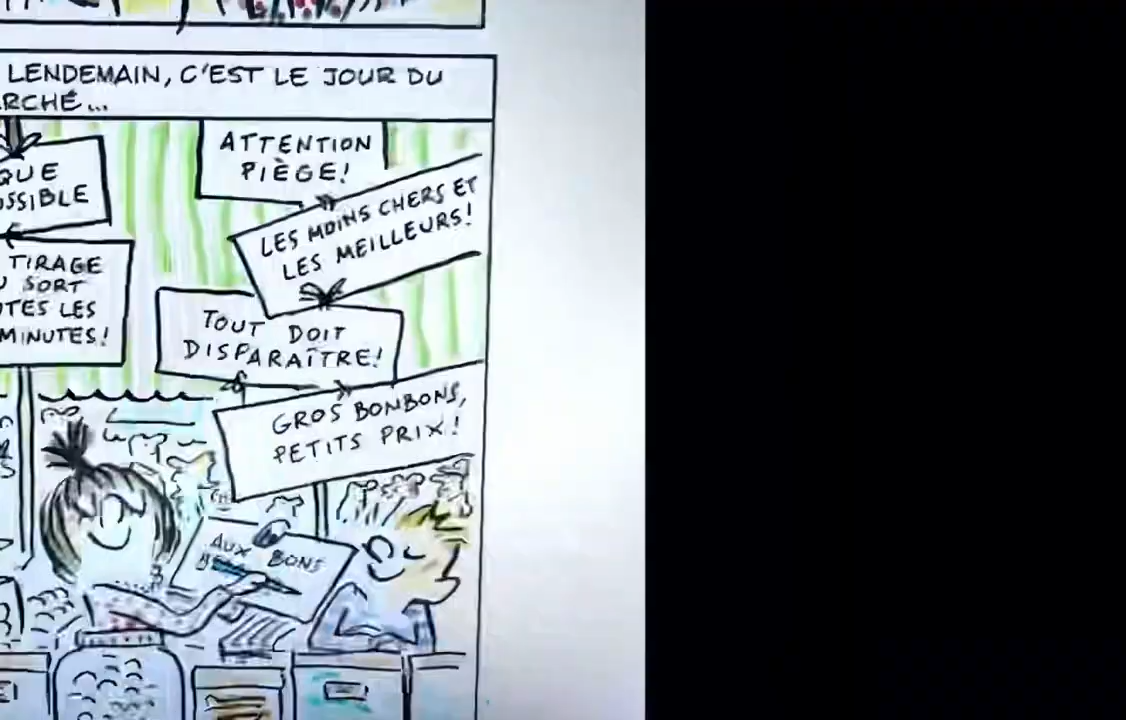 LENDEMAIN, C'EST LE JOUR DU
RCHÉ...
QUE
SSIBLE
TIRAGE
SORT
TES LES
MINUTES!
ATTENTION
PIÈGE!
LES MOINS CHERS ET
LES MEILLEURS!
TOUT DOIT
DISPARAÎTRE!
GROS BONBONS,
PETITS PRIX!
AUX
BONS